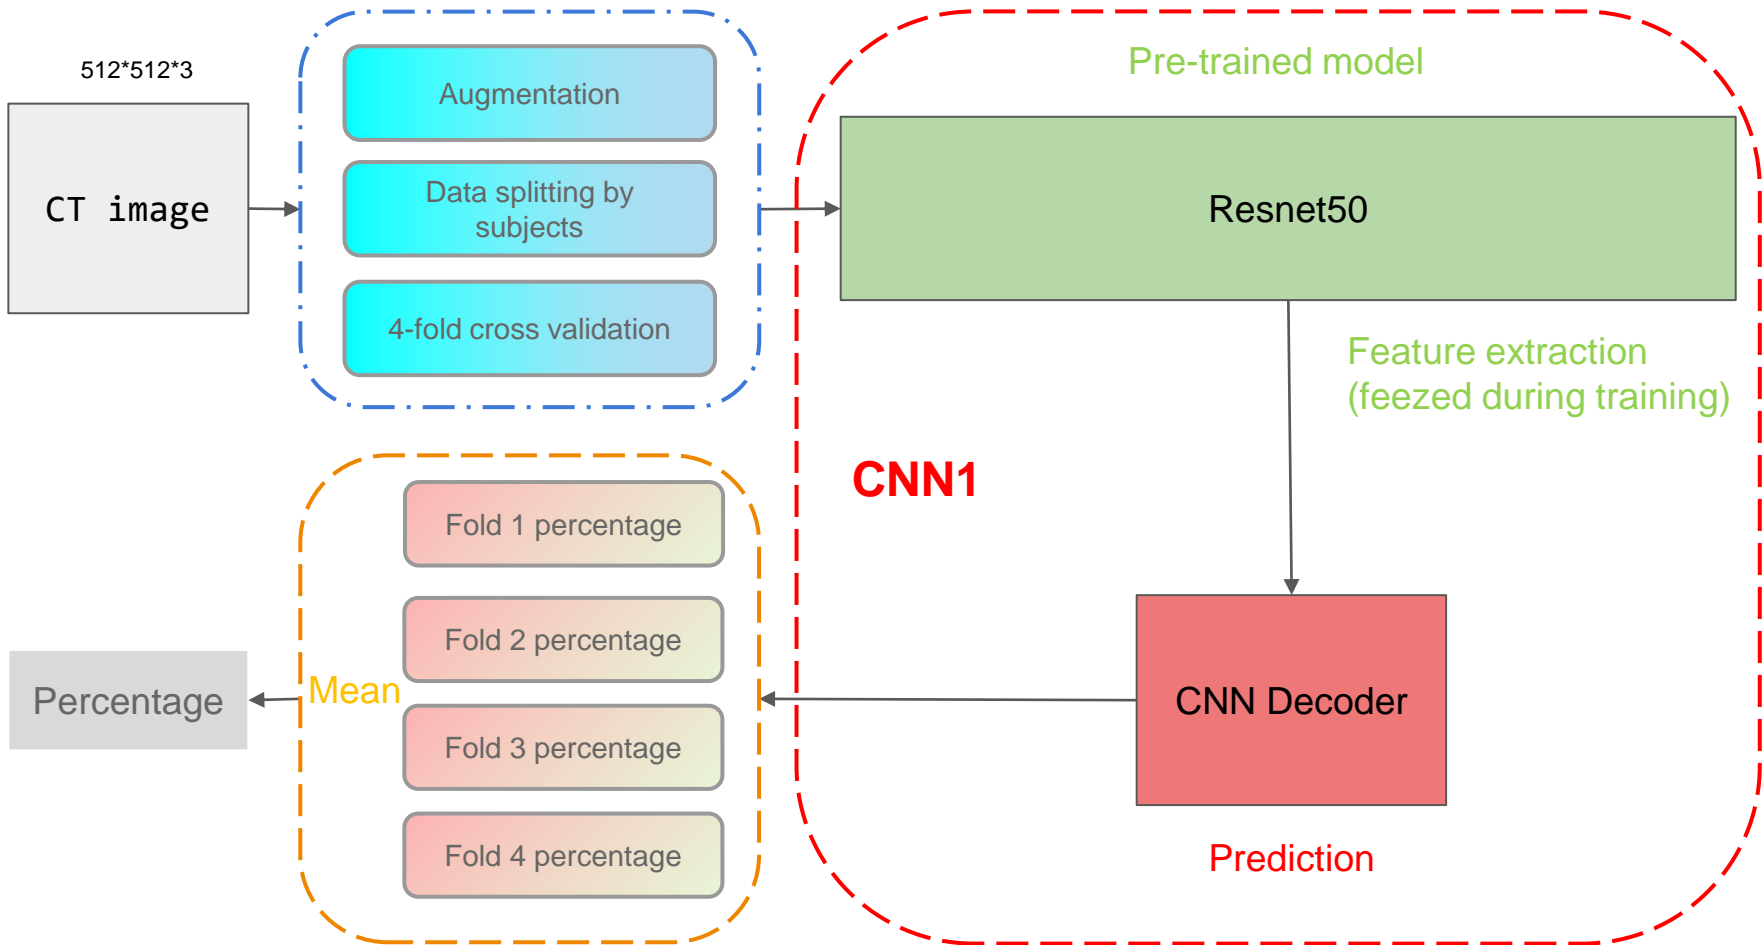 512*512*3
CT image
Augmentation
Data splitting by
subjects
4-fold cross validation
Pre-trained model
Resnet50
Feature extraction
(feezed during training)
CNN1
CNN Decoder
Prediction
Fold 1 percentage
Fold 2 percentage
Fold 3 percentage
Fold 4 percentage
Mean
Percentage